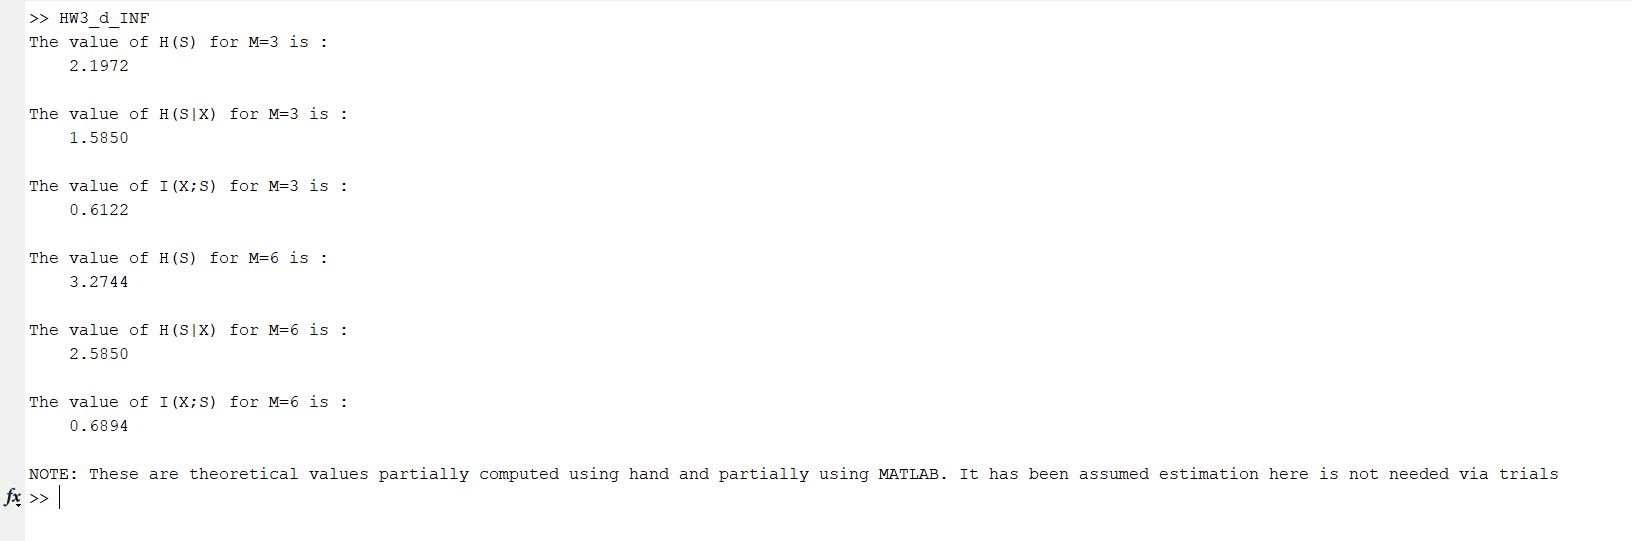 >> HW3_d_INF
The value of H(S) for M=3 is :
2.1972
The value of H(S|X) for M=3 is :
1.5850
The value of I(X;S) for M=3 is :
0.6122
The value of H(S) for M=6 is :
3.2744
The value of H(S|X) for M=6 is :
2.5850
The value of I(X;S) for M=6 is :
0.6894
NOTE: These are theoretical values partially computed using hand and partially using MATLAB. It has been assumed estimation here is not needed via trials
fx >>